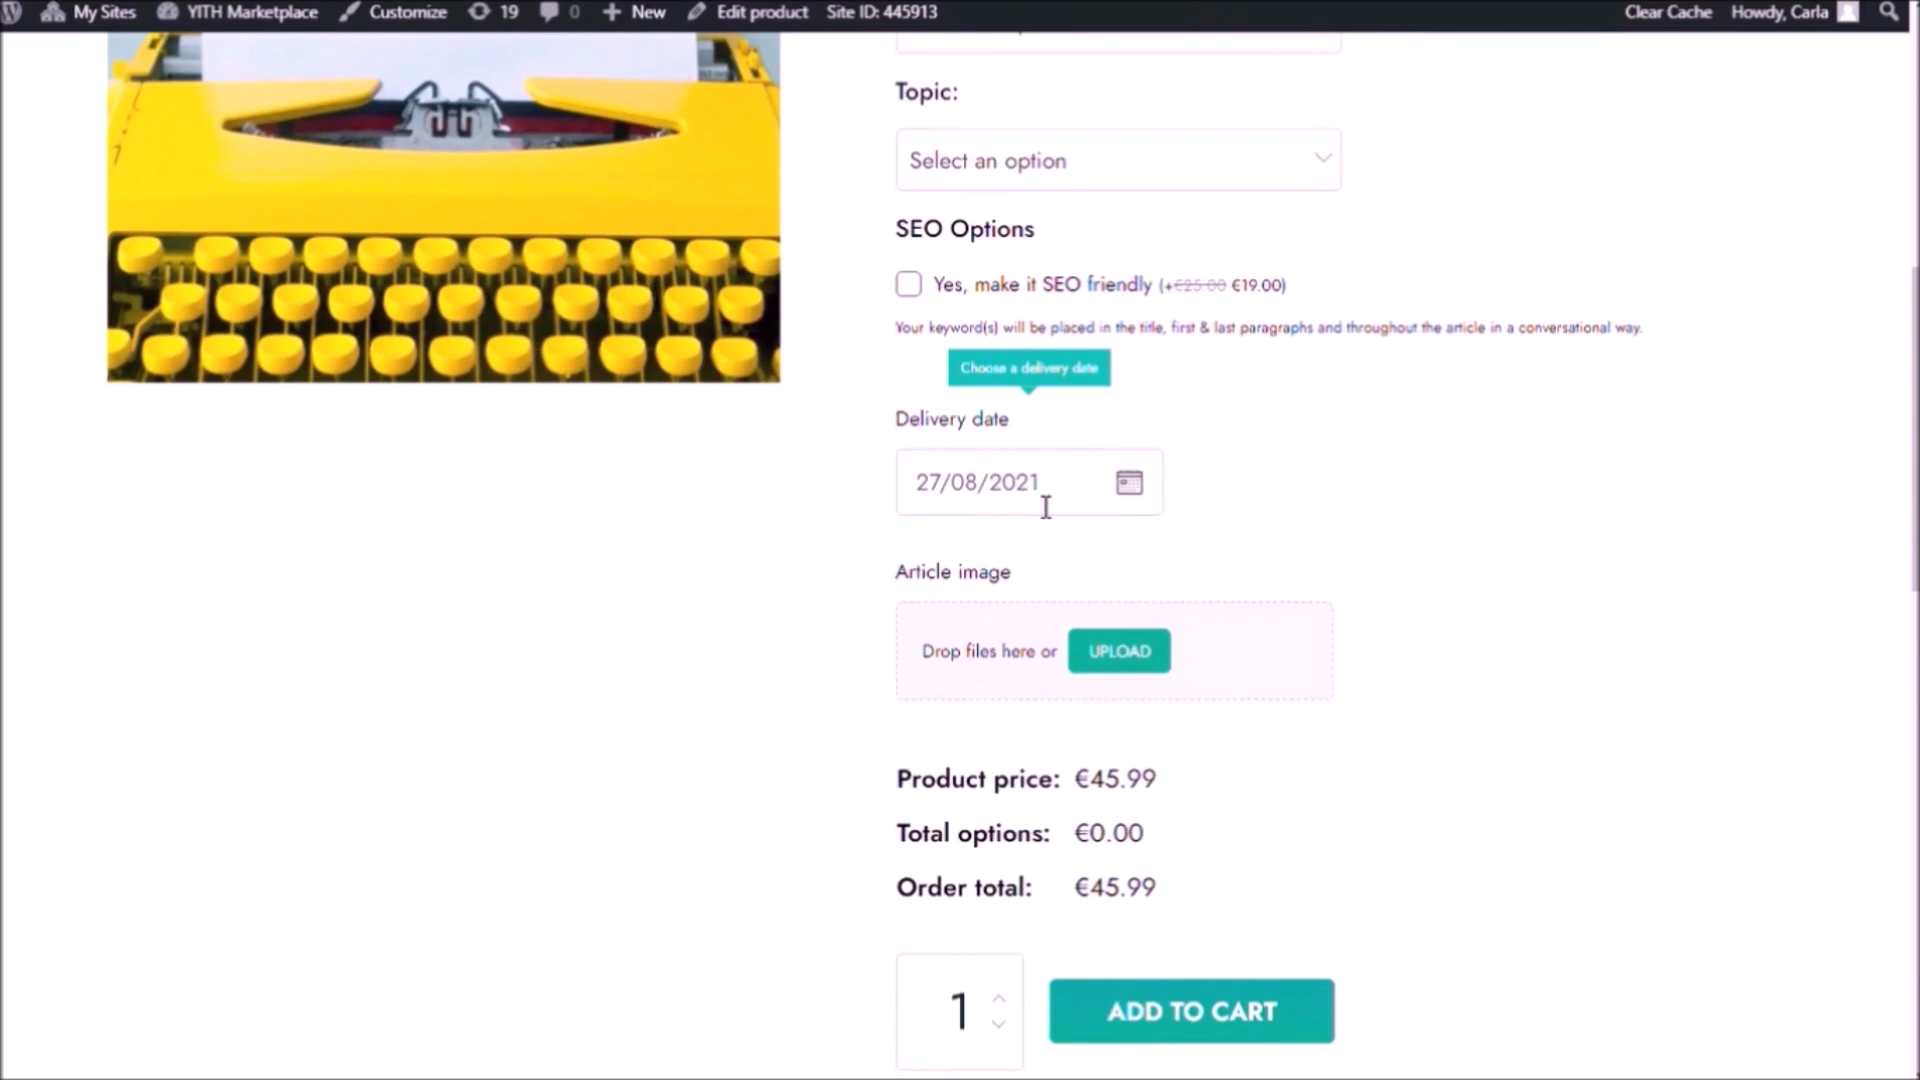 My Sites YITH Marketplace Customize 19 0 New Edit product Site ID: 445913 Clear Cache Howdy, Carla
Topic:
Select an option
SEO Options
Yes, make it SEO friendly (+€25.00 €19.00)
Your keyword(s) will be placed in the title, first & last paragraphs and throughout the article in a conversational way.
Choose a delivery date
Delivery date
27/08/2021
Article image
Drop files here or UPLOAD
Product price: €45.99
Total options: €0.00
Order total: €45.99
1 ADD TO CART